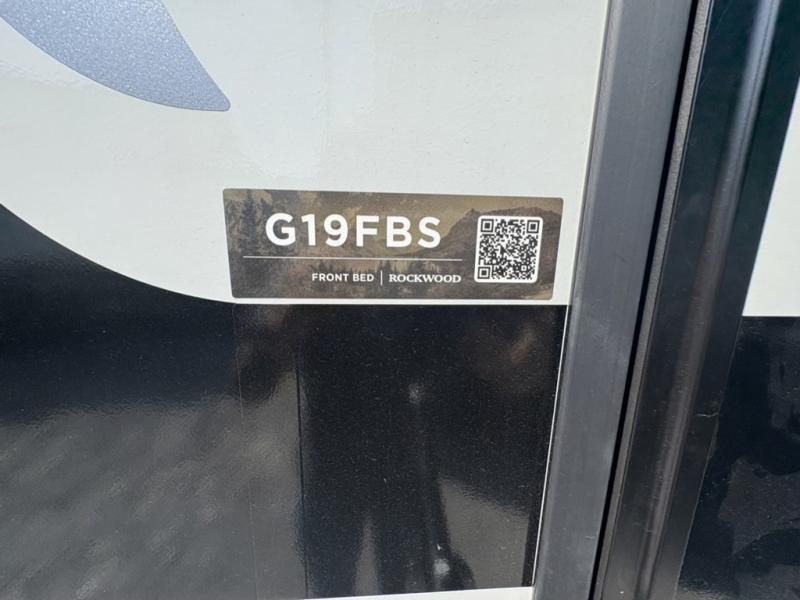 G19FBS
FRONT BED | ROCKWOOD